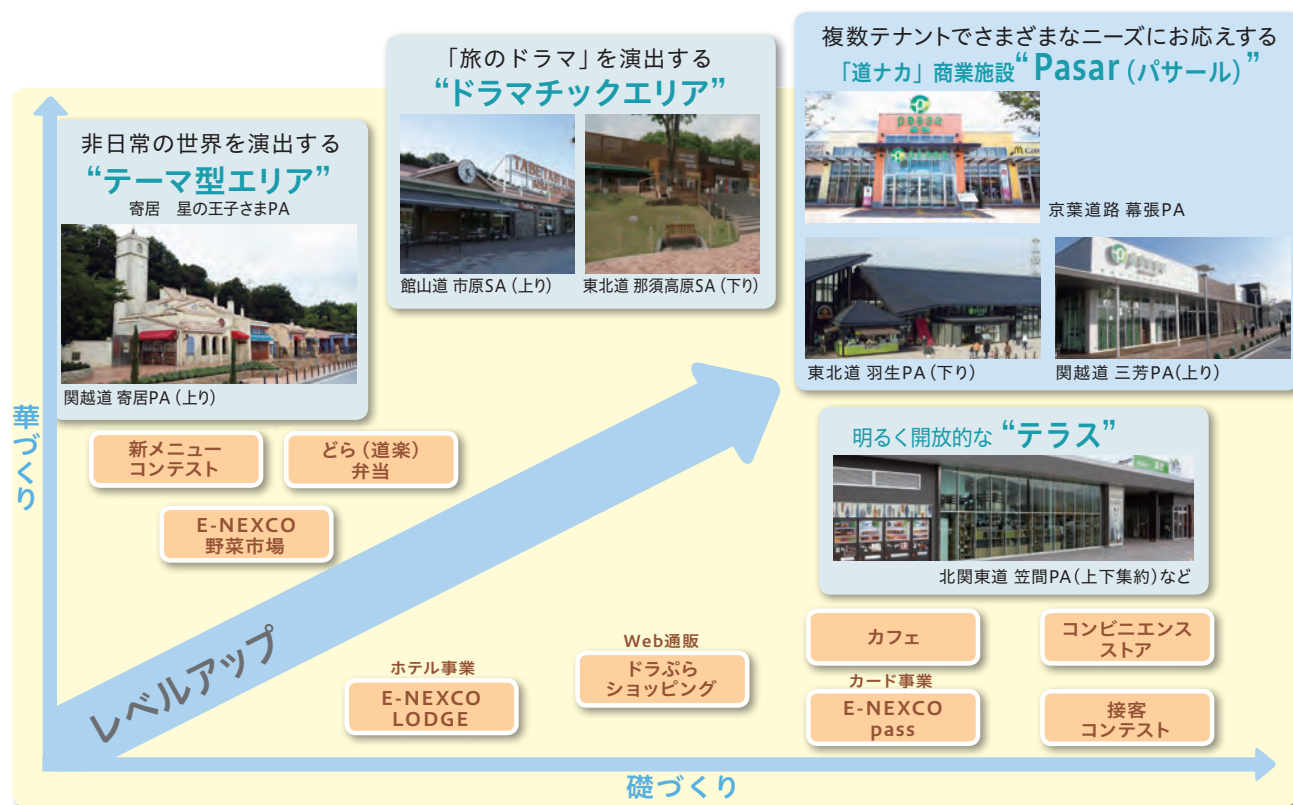 「旅のドラマ」を演出する
“ドラマチックエリア”
TABETAI
館山道 市原SA (上り)
東北道 那須高原SA (下り)
複数テナントでさまざまなニーズにお応えする
「道ナカ」商業施設“Pasar(パサール)”
pasar
pasar
京葉道路 幕張PA
東北道 羽生PA (下り)
pasar
関越道 三芳PA(上り)
非日常の世界を演出する
“テーマ型エリア”
寄居 星の王子さまPA
関越道 寄居PA (上り)
華づくり
新メニュー
コンテスト
どら(道楽)
弁当
E-NEXCO
野菜市場
明るく開放的な“テラス”
北関東道 笠間PA(上下集約)など
レベルアップ
ホテル事業
E-NEXCO
LODGE
Web通販
ドラぷら
ショッピング
カフェ
コンビニエンス
ストア
カード事業
E-NEXCO
pass
接客
コンテスト
礎づくり